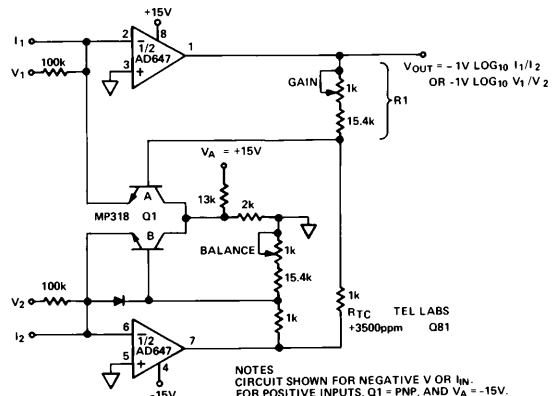 +15V
I1
2
8
1
1/2
AD647
3
VOUT = – 1V LOG10 I1/I2
OR -1V LOG10 V1/V2
V1
100k
GAIN
1k
R1
15.4k
VA = +15V
13k
2k
A
MP318 Q1
B
BALANCE
1k
15.4k
1k
1k
RTC
+3500ppm
TEL LABS
Q81
V2
100k
I2
6
7
1/2
AD647
5
4
-15V
NOTES
CIRCUIT SHOWN FOR NEGATIVE V OR IIN.
FOR POSITIVE INPUTS, Q1 = PNP, AND VA = -15V.